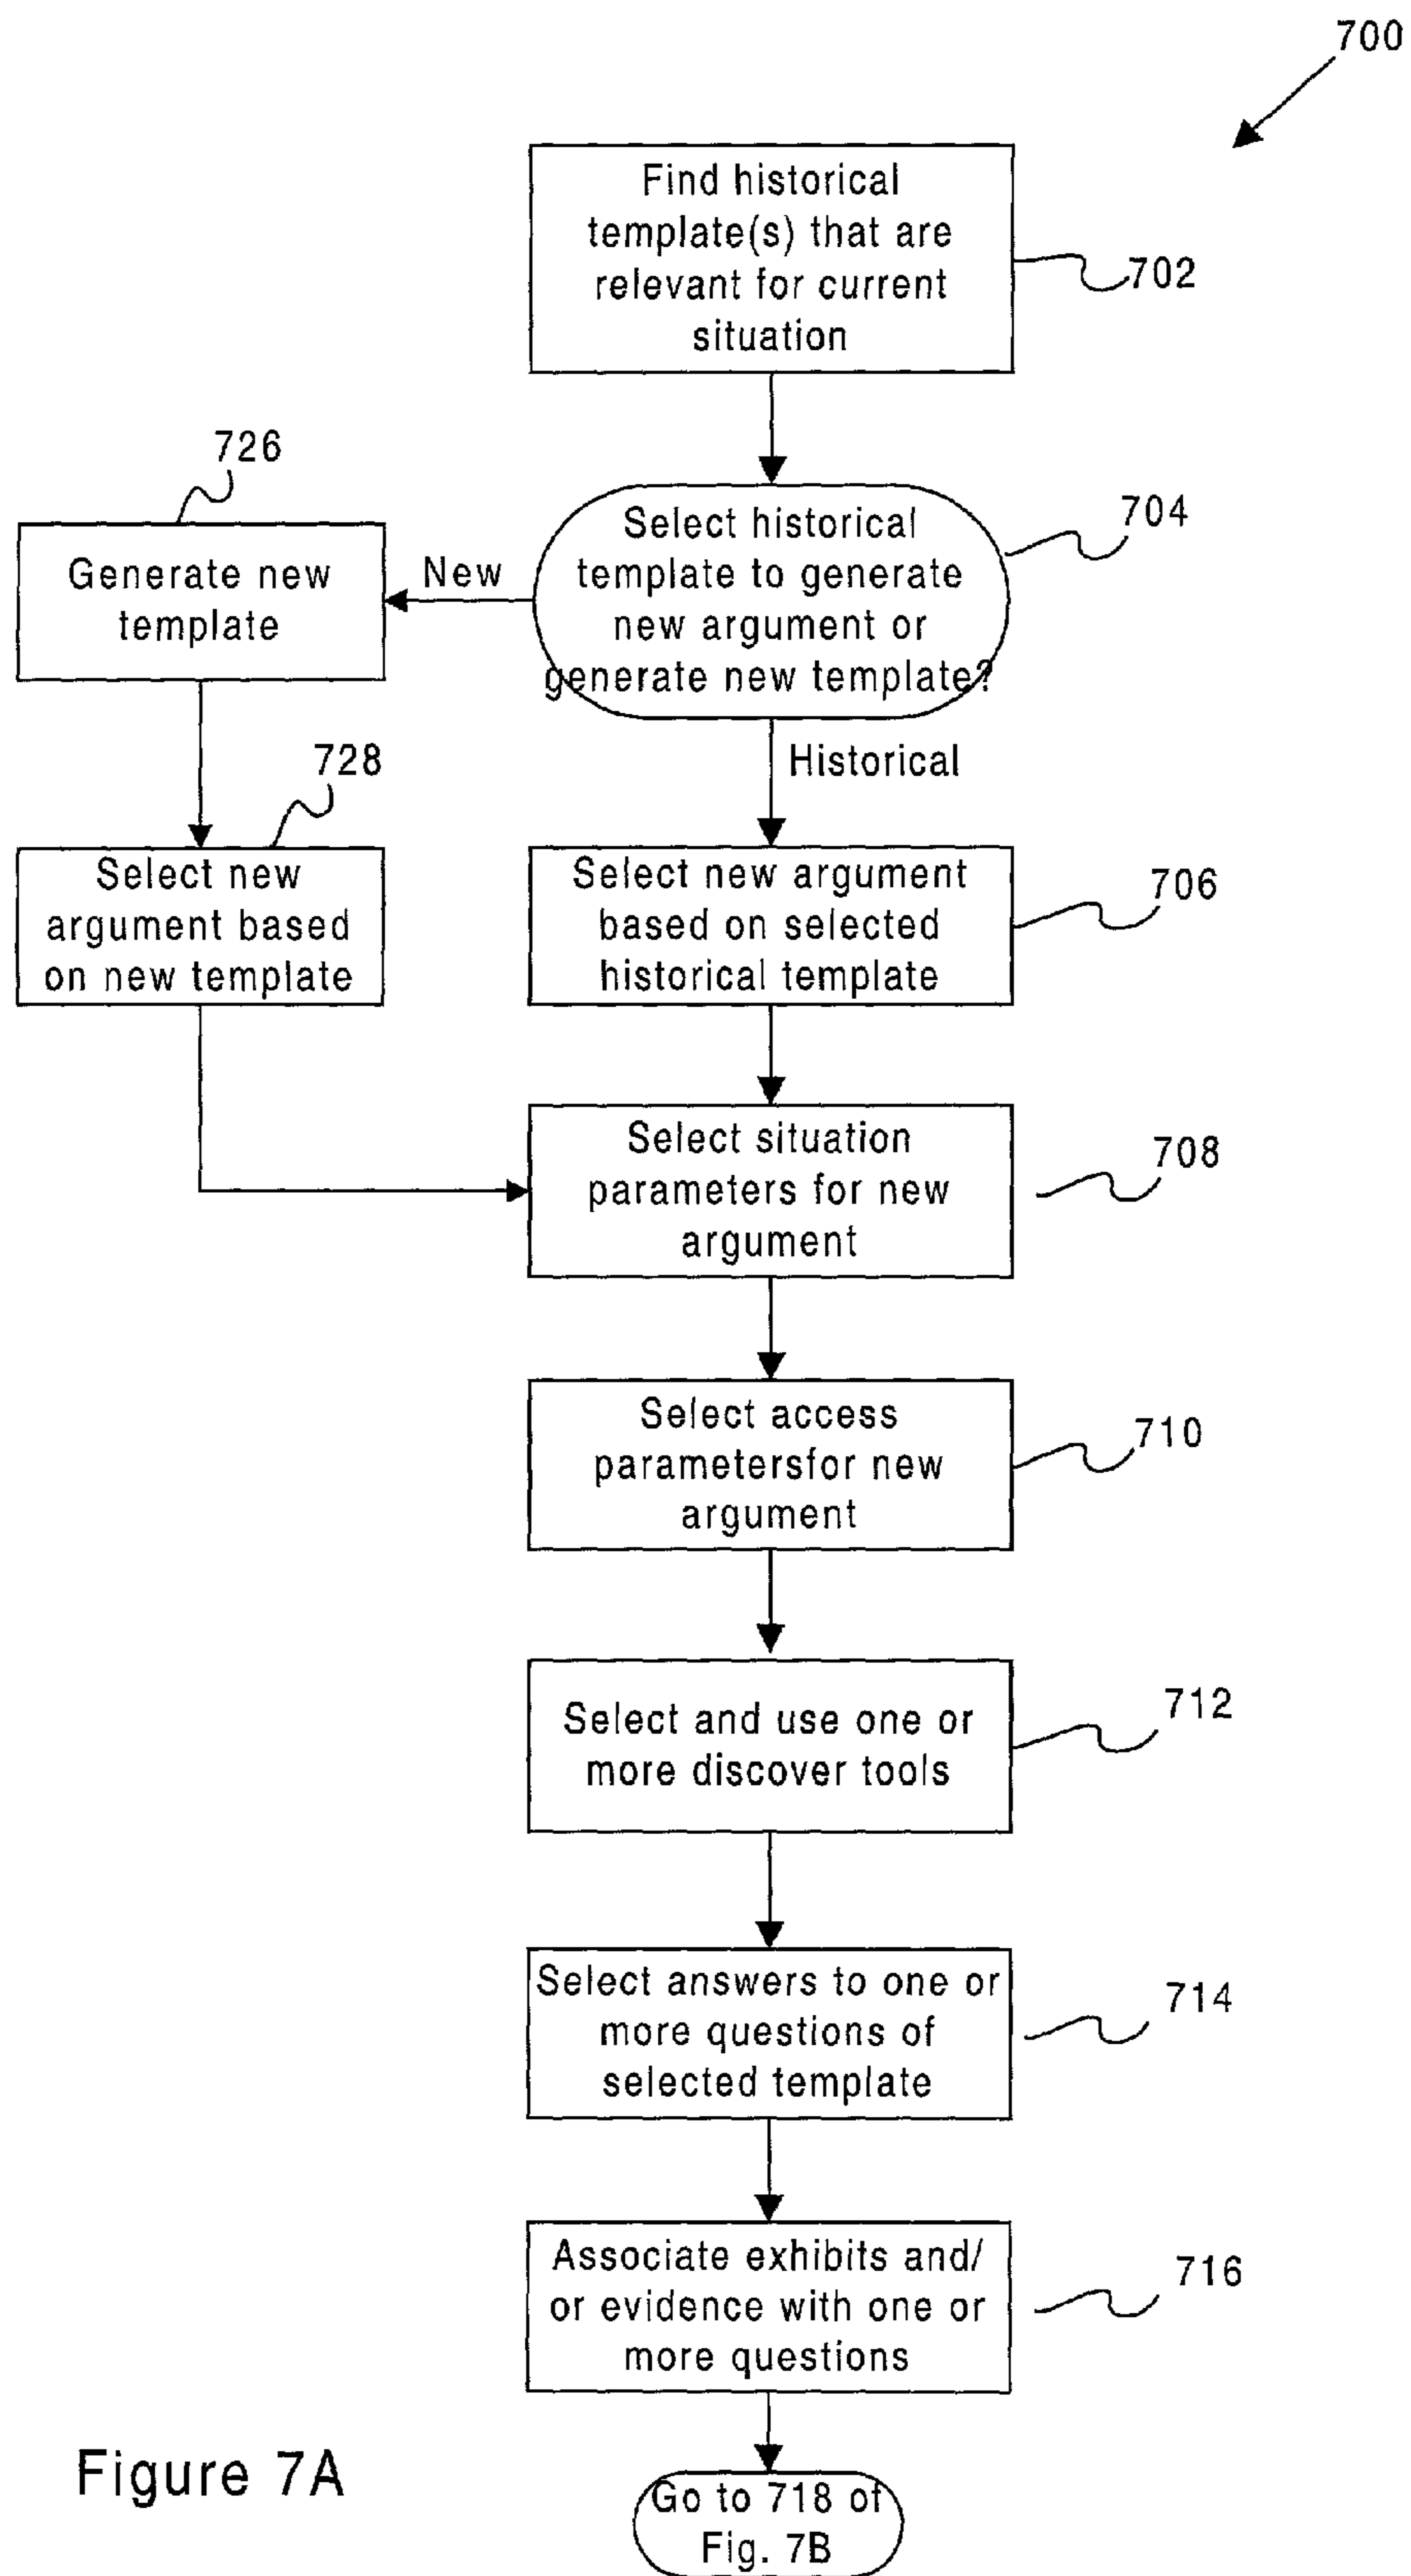 700
Find historical
template(s) that are
relevant for current
situation
702
726
704
Select historical
template to generate
new argument or
generate new template?
New
Generate new
template
Historical
728
Select new
argument based
on new template
Select new argument
based on selected
historical template
706
Select situation
parameters for new
argument
708
Select access
parametersfor new
argument
710
Select and use one or
more discover tools
712
Select answers to one or
more questions of
selected template
714
Associate exhibits and/
or evidence with one or
more questions
716
Figure 7A
Go to 718 of
Fig. 7B